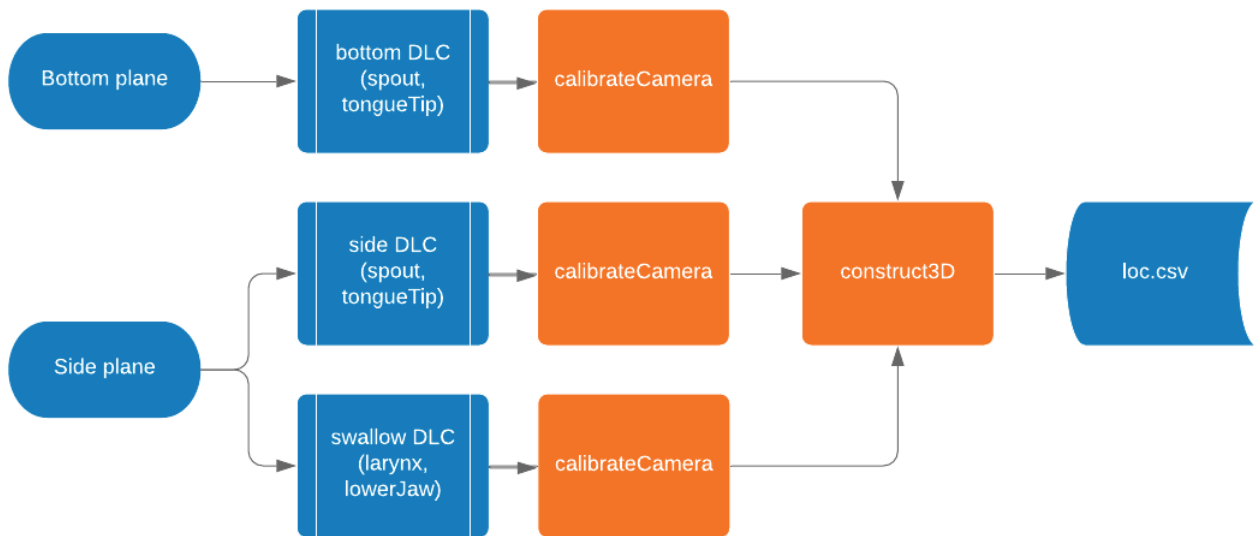 Bottom plane
bottom DLC
(spout,
tongueTip)
calibrateCamera
side DLC
(spout,
tongueTip)
calibrateCamera
construct3D
loc.csv
Side plane
swallow DLC
(larynx,
lowerJaw)
calibrateCamera